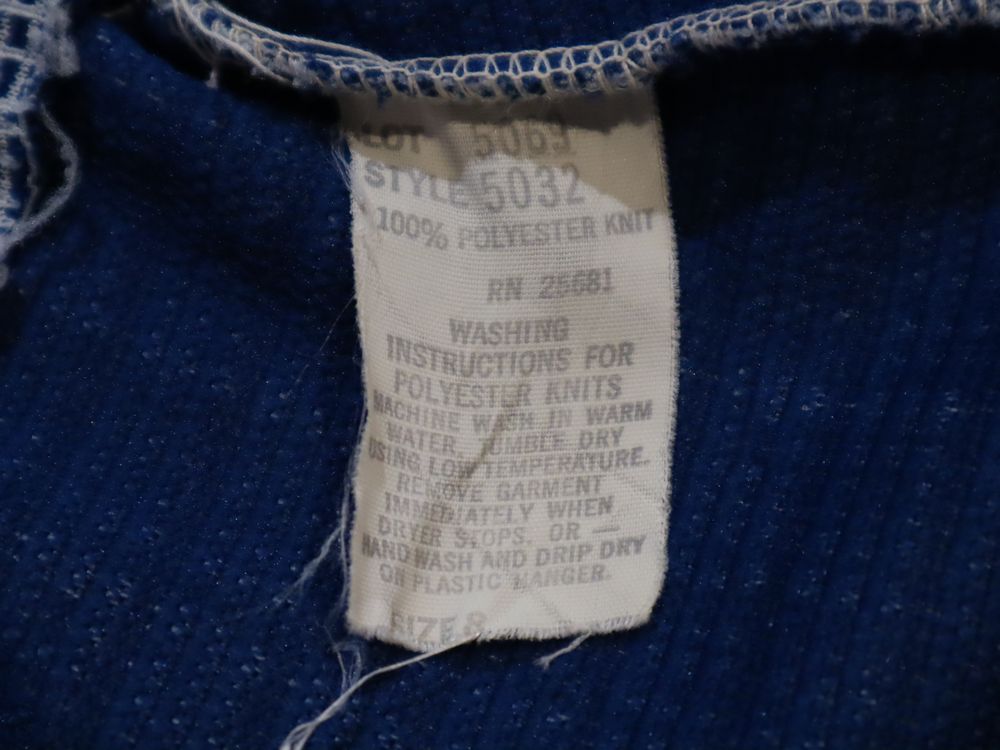 LOT 5069
STYLE 5032
100% POLYESTER KNIT
RN 25681
WASHING
INSTRUCTIONS FOR
POLYESTER KNITS
MACHINE WASH IN WARM
WATER. TUMBLE DRY
USING LOW TEMPERATURE.
REMOVE GARMENT
IMMEDIATELY WHEN
DRYER STOPS. OR —
HAND WASH AND DRIP DRY
ON PLASTIC HANGER.
SIZE 8